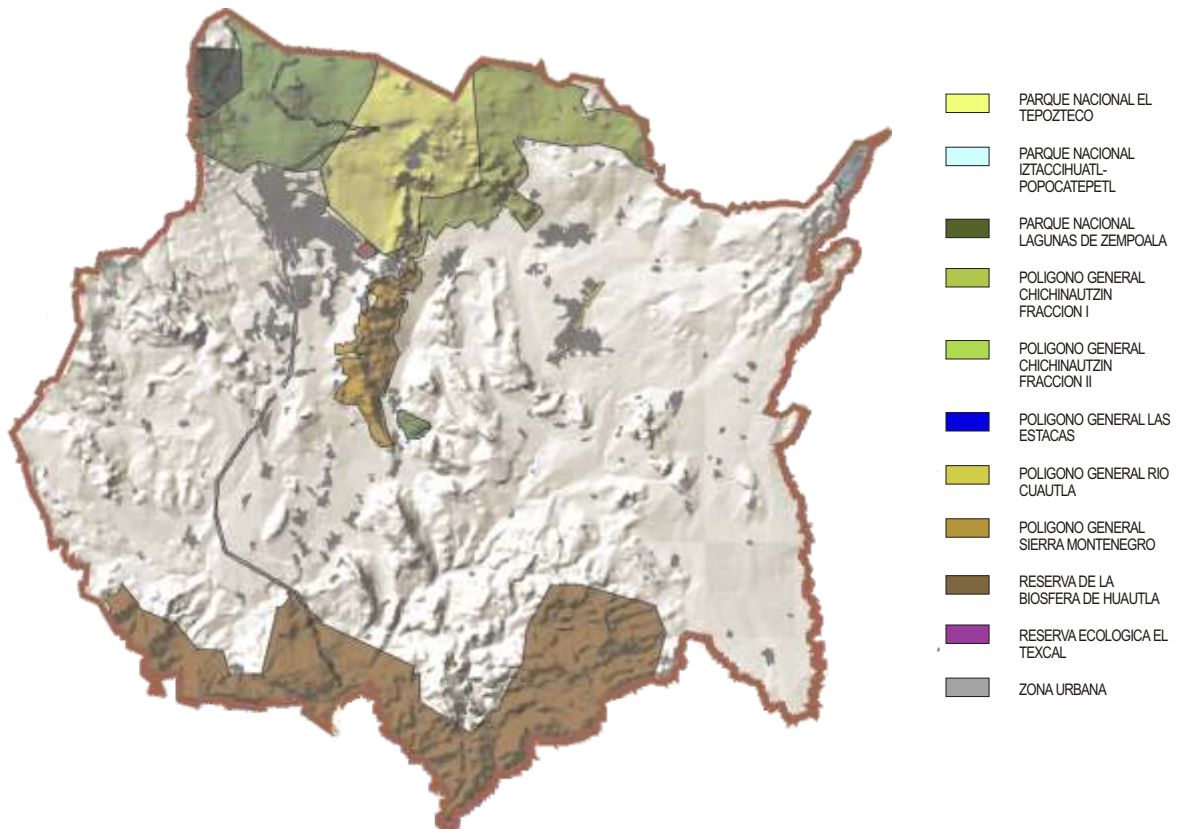 PARQUE NACIONAL EL
TEPOZTECO
PARQUE NACIONAL
IZTACCIHUATL-
POPOCATEPETL
PARQUE NACIONAL
LAGUNAS DE ZEMPOALA
POLIGONO GENERAL
CHICHINAUTZIN
FRACCION I
POLIGONO GENERAL
CHICHINAUTZIN
FRACCION II
POLIGONO GENERAL LAS
ESTACAS
POLIGONO GENERAL RIO
CUAUTLA
POLIGONO GENERAL
SIERRA MONTENEGRO
RESERVA DE LA
BIOSFERA DE HUAUTLA
RESERVA ECOLOGICA EL
TEXCAL
ZONA URBANA